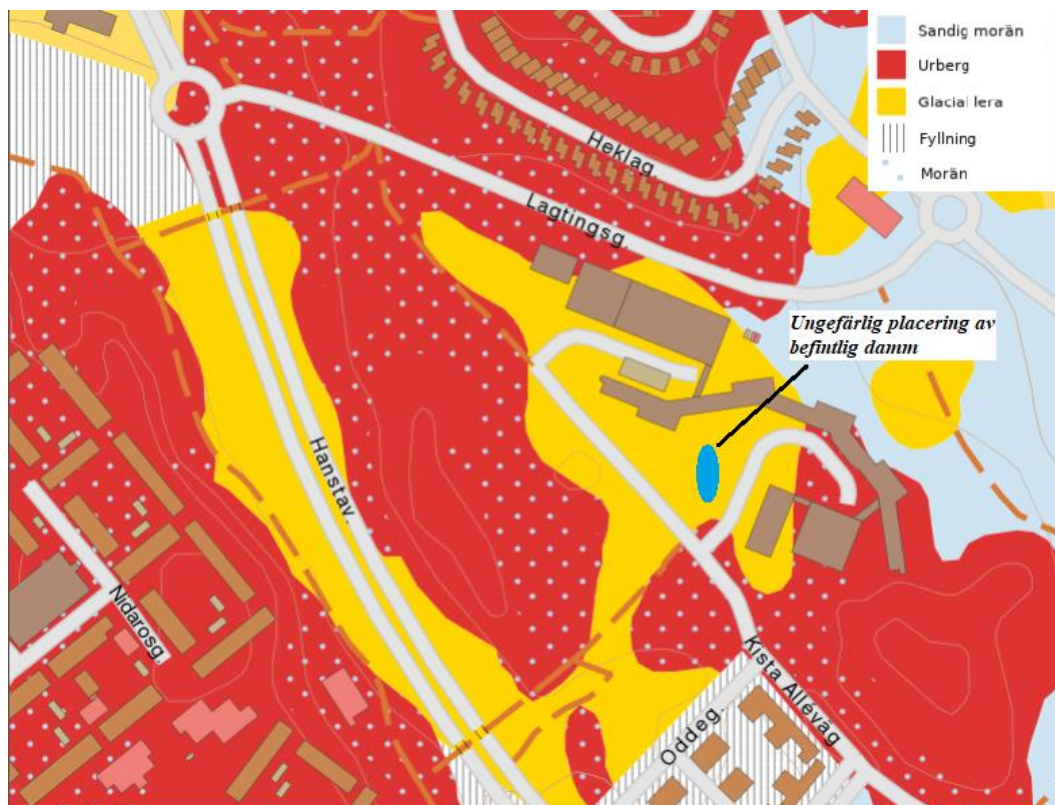 Sandig morän
Urberg
Glacial lera
Fyllning
Morän
Heklag.
Lagtingsg.
Ungefärlig placering av
befintlig damm
Hanstav.
Nidarosg.
Kista Alléväg
Oddeg.